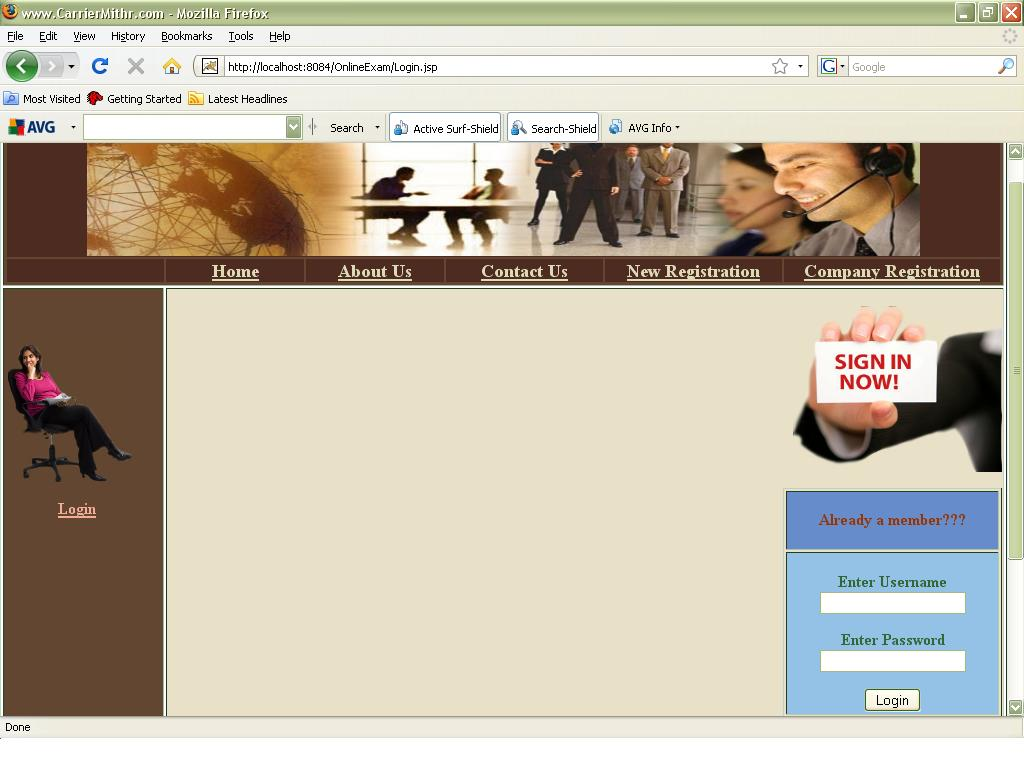 www.CarrierMithr.com - Mozilla Firefox
File Edit View History Bookmarks Tools Help
http://localhost:8084/OnlineExam/Login.jsp
G Google
Most Visited Getting Started Latest Headlines
AVG Search Active Surf-Shield Search-Shield AVG Info
Home About Us Contact Us New Registration Company Registration
SIGN IN
NOW!
Login
Already a member???
Enter Username
Enter Password
Login
Done